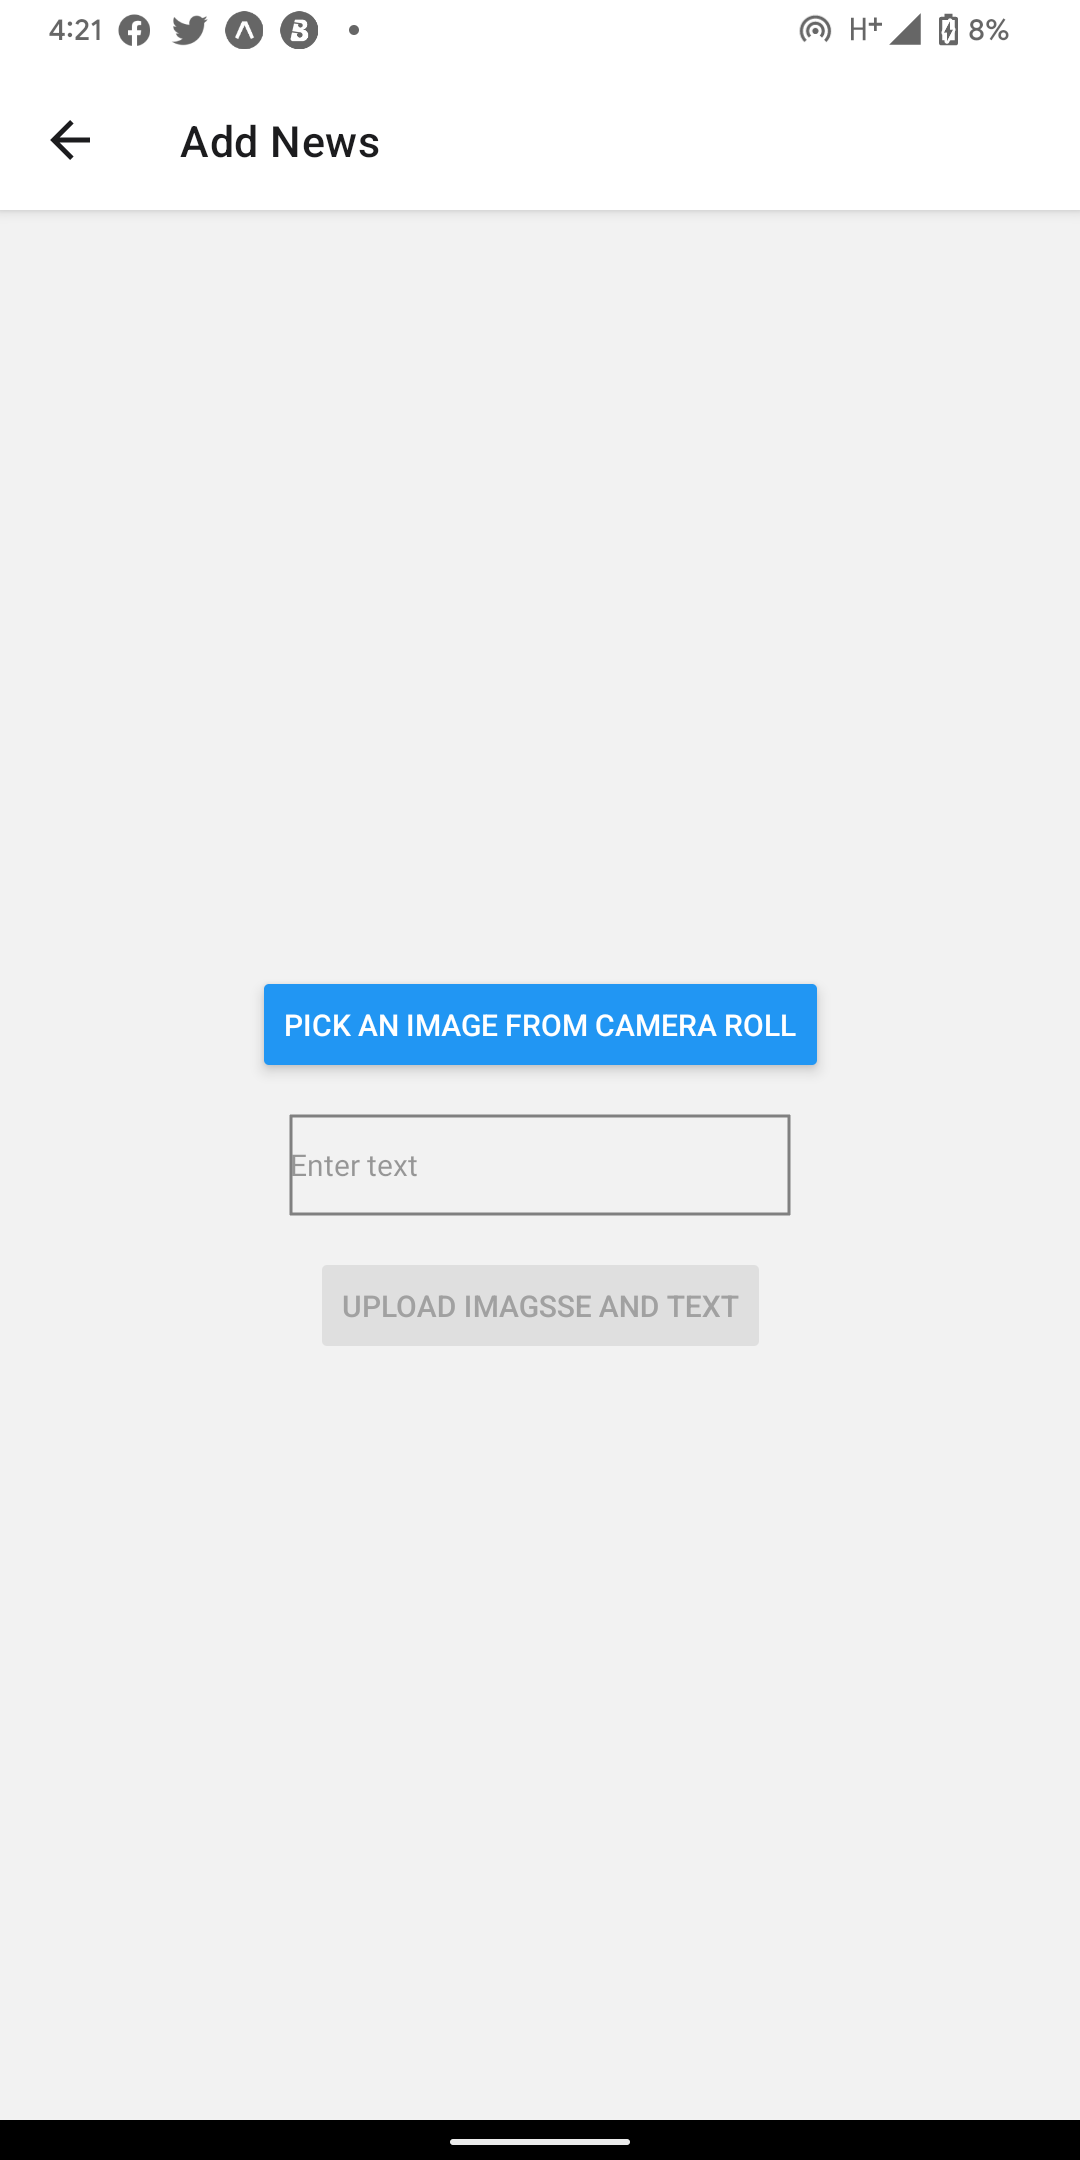 4:21 H+ 8%
Add News
PICK AN IMAGE FROM CAMERA ROLL
Enter text
UPLOAD IMAGSSE AND TEXT